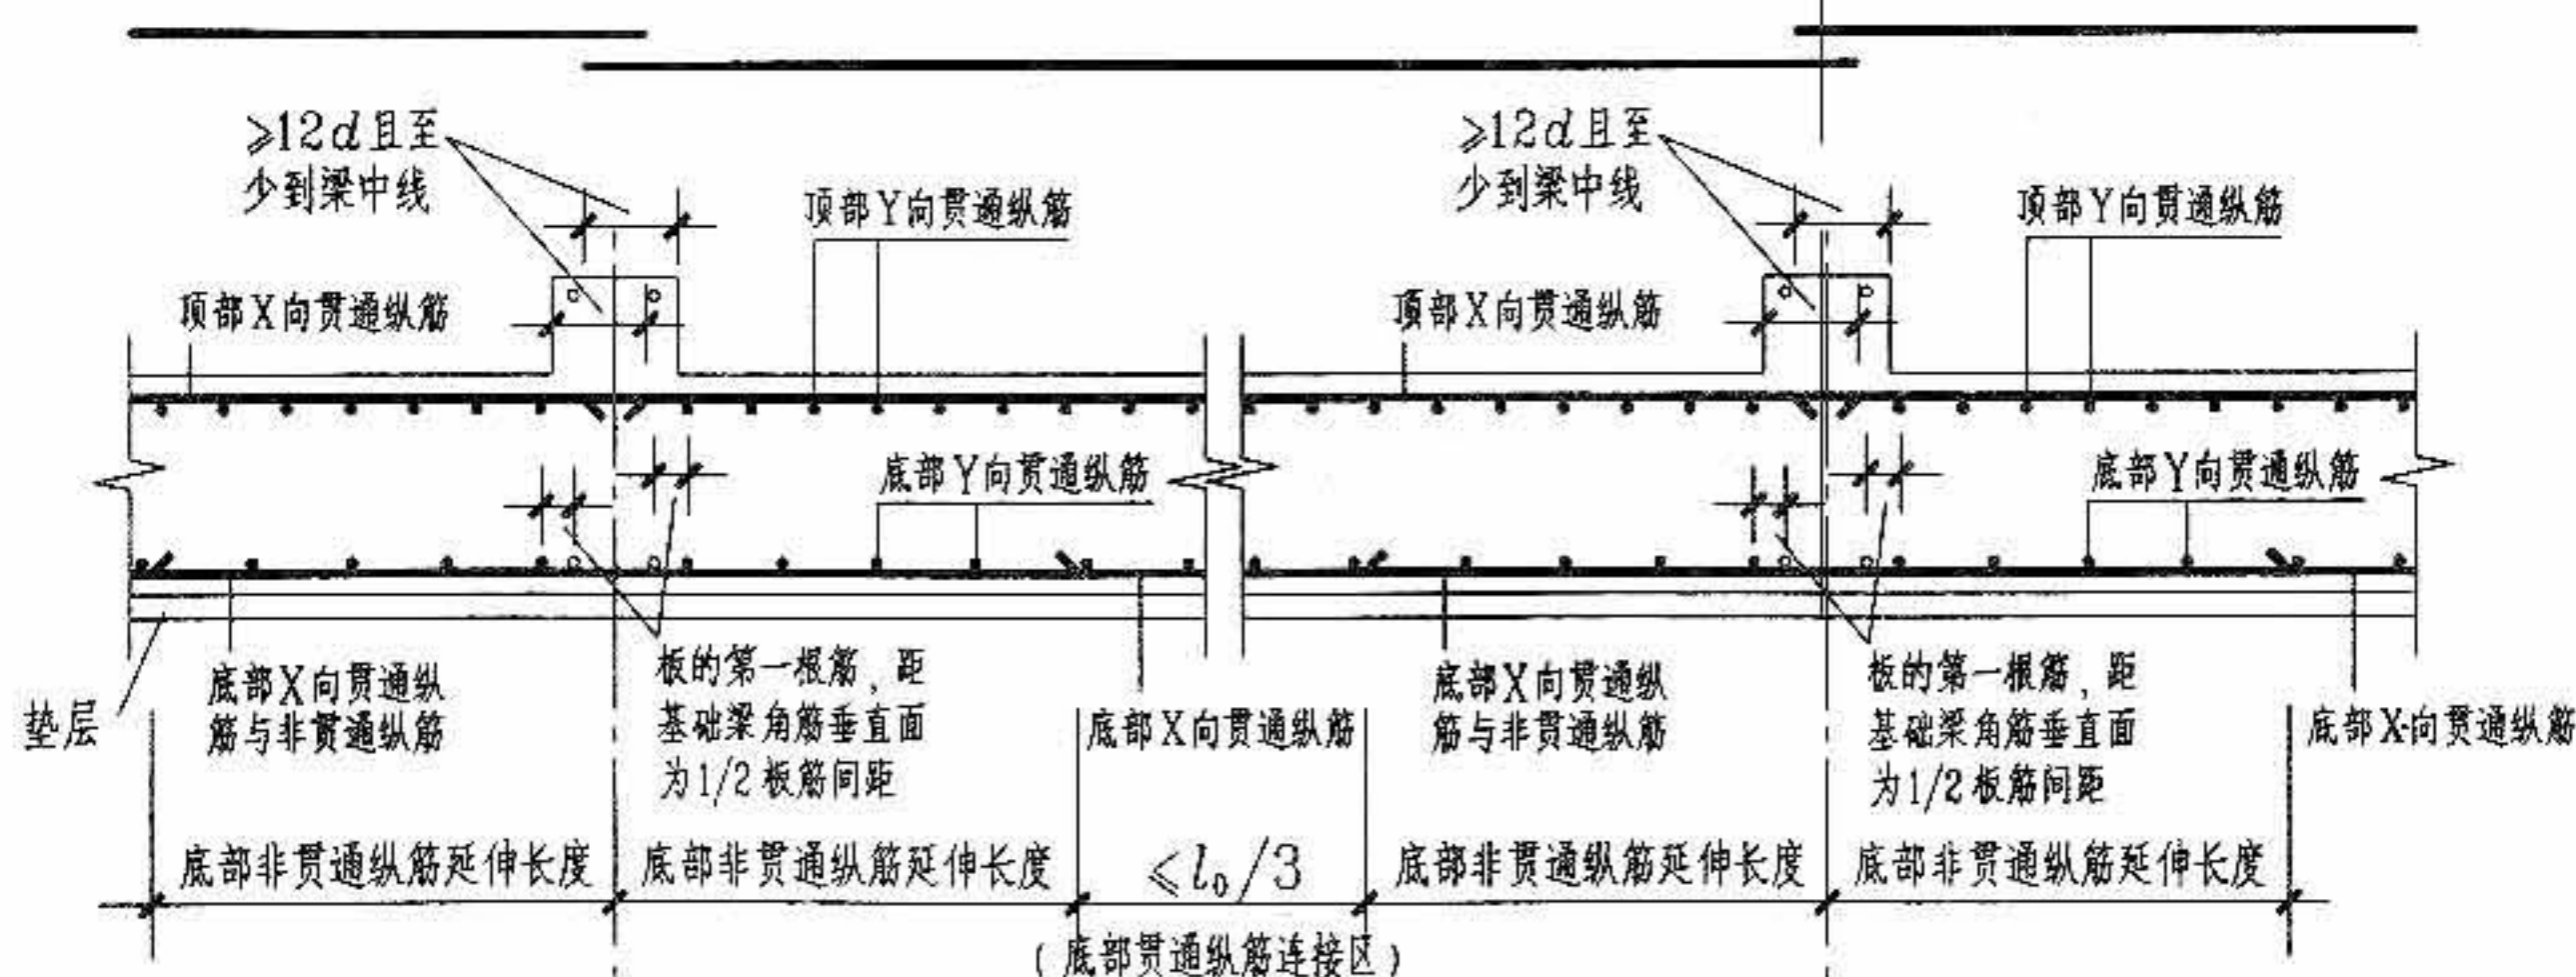 ≥12d且至
少到梁中线
≥12d且至
少到梁中线
顶部Y向贯通纵筋
顶部Y向贯通纵筋
顶部X向贯通纵筋
顶部X向贯通纵筋
底部Y向贯通纵筋
底部Y向贯通纵筋
垫层
底部X向贯通纵
筋与非贯通纵筋
板的第一根筋，距
基础梁角筋垂直面
为1/2板筋间距
底部X向贯通纵筋
底部X向贯通纵
筋与非贯通纵筋
板的第一根筋，距
基础梁角筋垂直面
为1/2板筋间距
底部X向贯通纵筋
底部非贯通纵筋延伸长度
底部非贯通纵筋延伸长度
≤l₀/3
底部非贯通纵筋延伸长度
底部非贯通纵筋延伸长度
(底部贯通纵筋连接区)